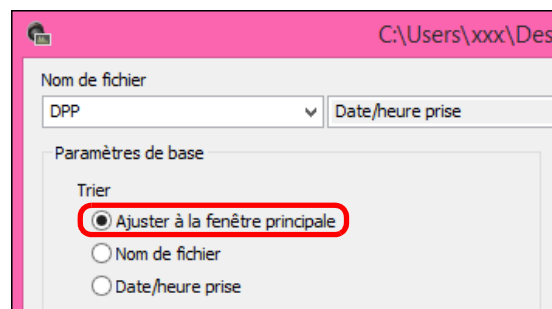 C:\Users\xxx\Des
Nom de fichier
DPP Date/heure prise
Paramètres de base
Trier
Ajuster à la fenêtre principale
Nom de fichier
Date/heure prise